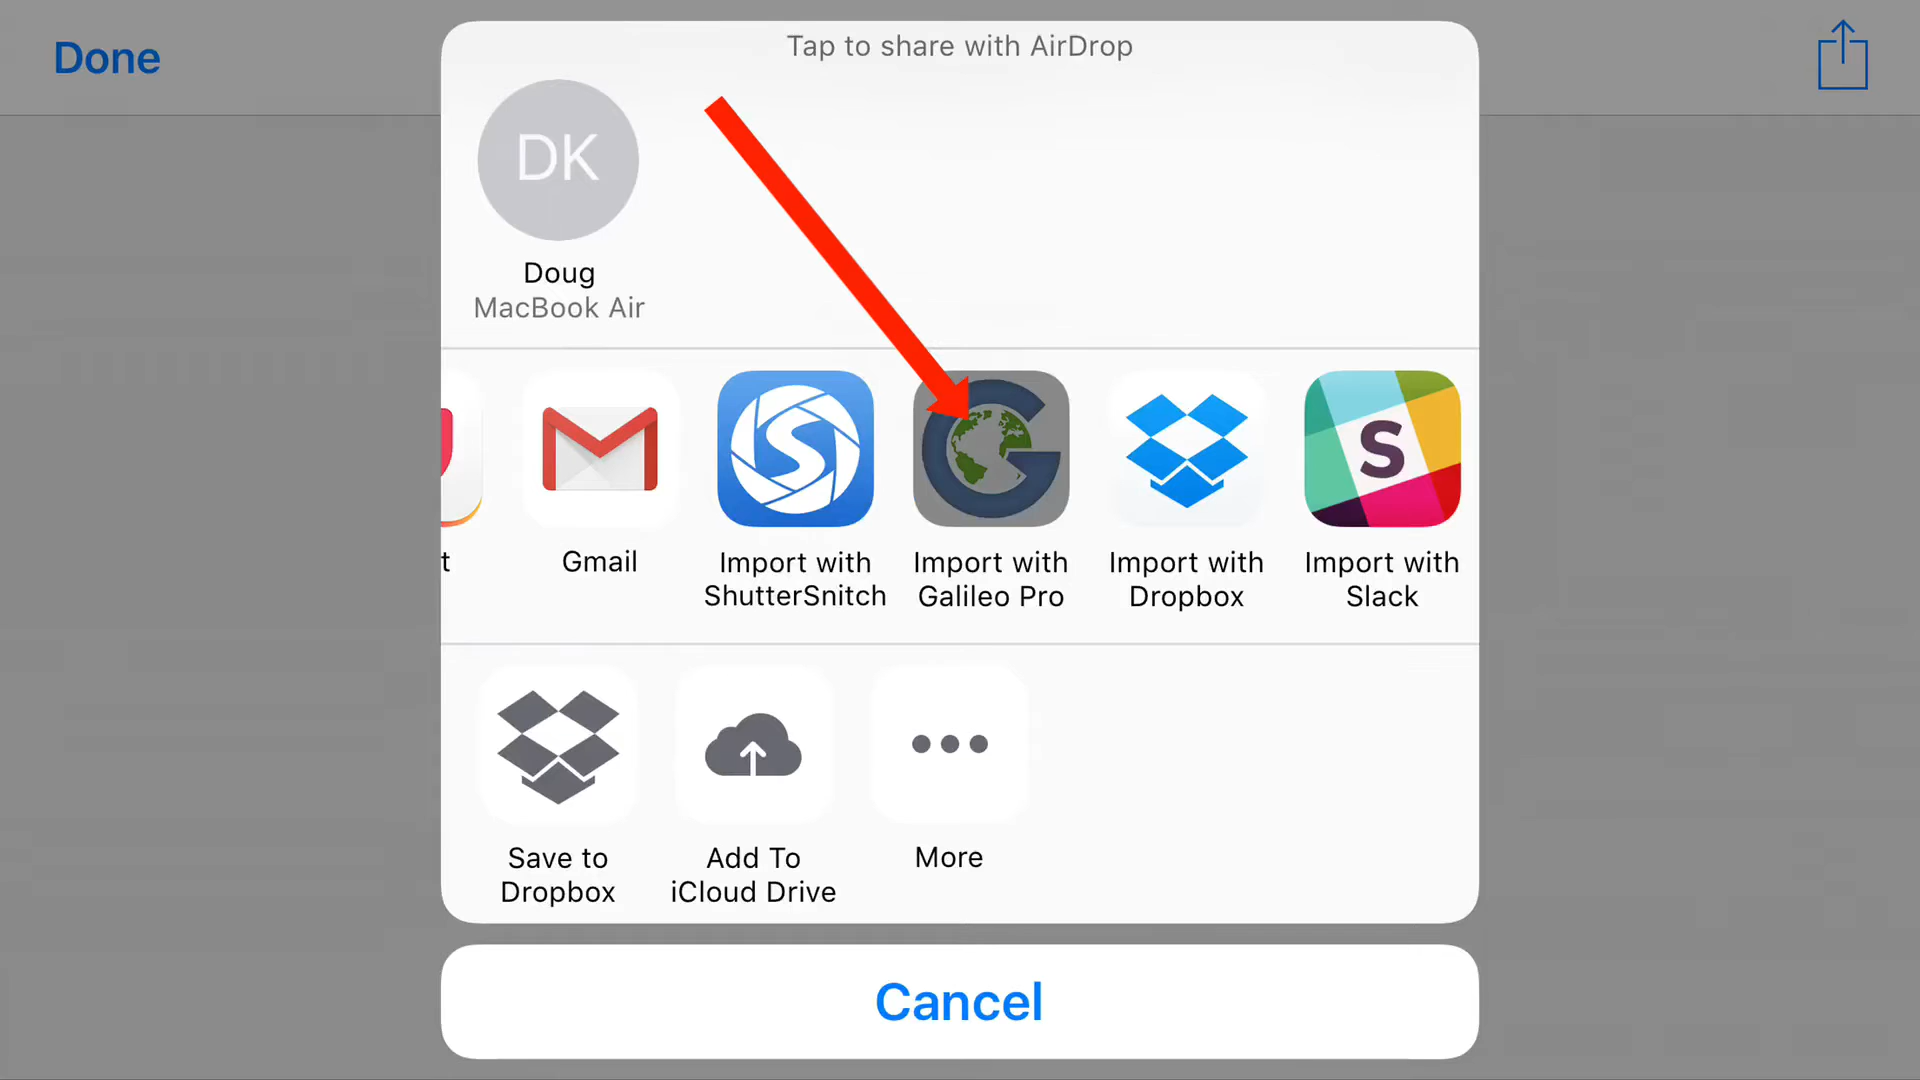 Done
Tap to share with AirDrop
DK
Doug
MacBook Air
t
Gmail
Import with
ShutterSnitch
Import with
Galileo Pro
Import with
Dropbox
S
Import with
Slack
Save to
Dropbox
Add To
iCloud Drive
More
Cancel